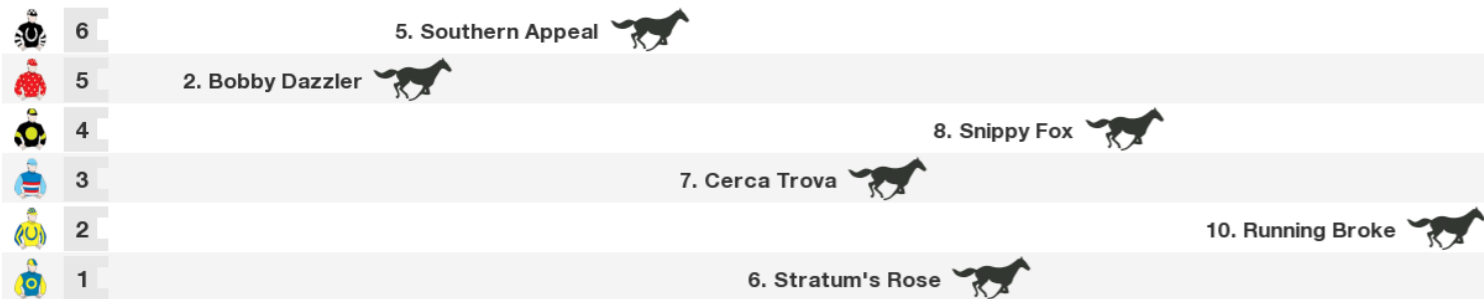 6 5. Southern Appeal
5 2. Bobby Dazzler
4 8. Snippy Fox
3 7. Cerca Trova
2 10. Running Broke
1 6. Stratum's Rose